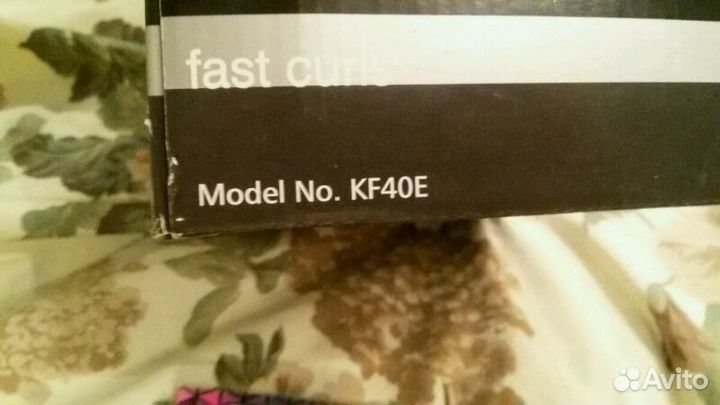 fast curls
Model No. KF40E
Avito